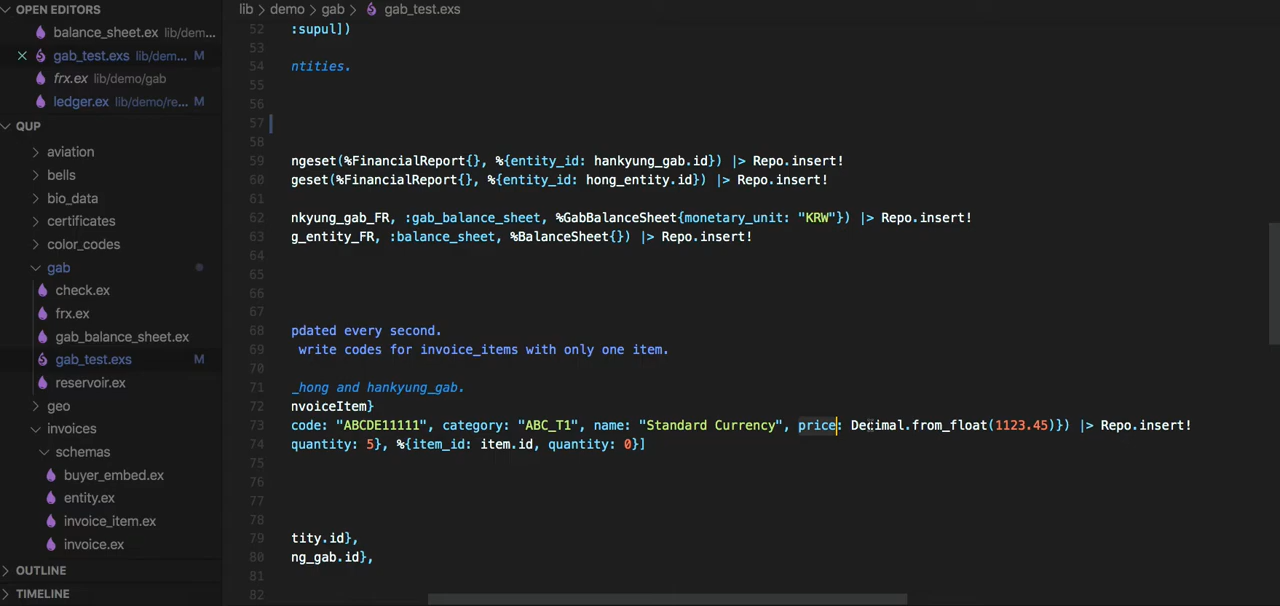 OPEN EDITORS
balance_sheet.ex lib/dem...
gab_test.exs lib/dem... M
frx.ex lib/demo/gab
ledger.ex lib/demo/re... M
QUP
aviation
bells
bio_data
certificates
color_codes
gab
check.ex
frx.ex
gab_balance_sheet.ex
gab_test.exs M
reservoir.ex
geo
invoices
schemas
buyer_embed.ex
entity.ex
invoice_item.ex
invoice.ex
OUTLINE
TIMELINE
lib > demo > gab > gab_test.exs
52 :supul])
53
54 ntities.
55
56
57
58
59 ngeset(%FinancialReport{}, %{entity_id: hankyung_gab.id}) |> Repo.insert!
60 geset(%FinancialReport{}, %{entity_id: hong_entity.id}) |> Repo.insert!
61
62 nkyung_gab_FR, :gab_balance_sheet, %GabBalanceSheet{monetary_unit: "KRW"}) |> Repo.insert!
63 g_entity_FR, :balance_sheet, %BalanceSheet{}) |> Repo.insert!
64
65
66
67
68 pdated every second.
69 write codes for invoice_items with only one item.
70
71 _hong and hankyung_gab.
72 nvoiceItem}
73 code: "ABCDE11111", category: "ABC_T1", name: "Standard Currency", price: Decimal.from_float(1123.45)}) |> Repo.insert!
74 quantity: 5}, %{item_id: item.id, quantity: 0}]
75
76
77
78
79 tity.id},
80 ng_gab.id},
81
82